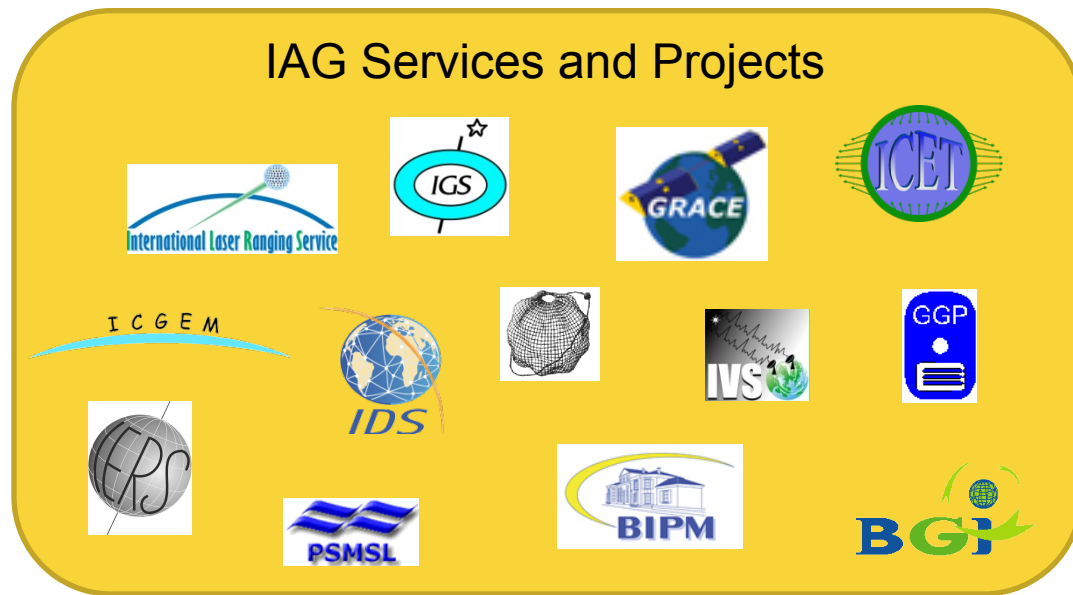 IAG Services and Projects
International Laser Ranging Service
IGS
GRACE
ICET
ICGEM
IDS
IVS
GGP
IERS
PSMSL
BIPM
BGI